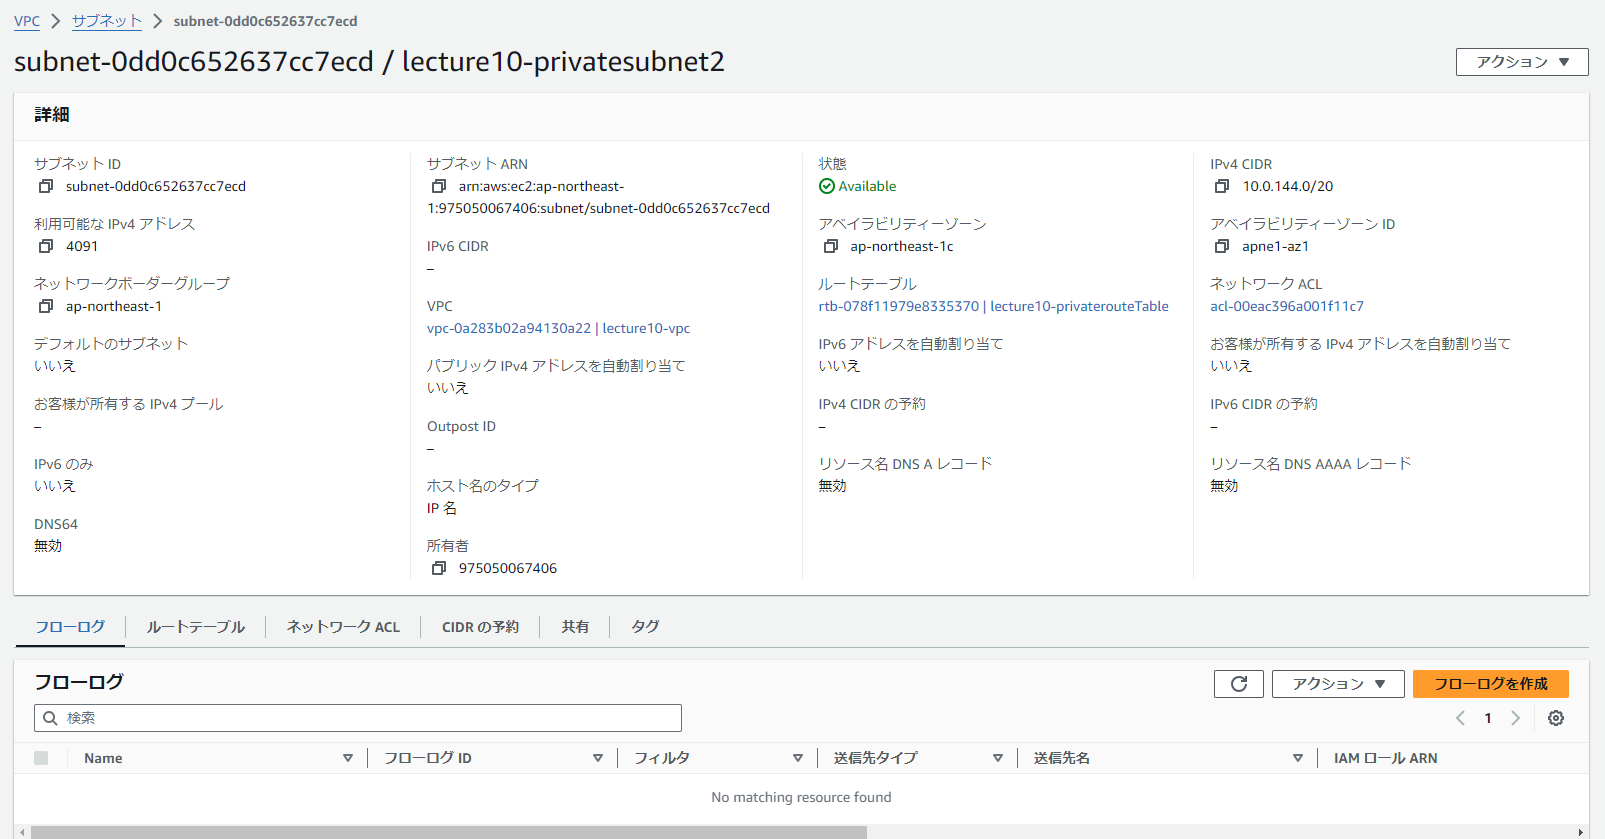 VPC > サブネット > subnet-0dd0c652637cc7ecd
subnet-0dd0c652637cc7ecd / lecture10-privatesubnet2
アクション ▼
詳細
サブネット ID
subnet-0dd0c652637cc7ecd
利用可能な IPv4 アドレス
4091
ネットワークボーダーグループ
ap-northeast-1
デフォルトのサブネット
いいえ
お客様が所有する IPv4 プール
–
IPv6 のみ
いいえ
DNS64
無効
サブネット ARN
arn:aws:ec2:ap-northeast-
1:975050067406:subnet/subnet-0dd0c652637cc7ecd
IPv6 CIDR
–
VPC
vpc-0a283b02a94130a22 | lecture10-vpc
パブリック IPv4 アドレスを自動割り当て
いいえ
Outpost ID
–
ホスト名のタイプ
IP 名
所有者
975050067406
状態
Available
アベイラビリティーゾーン
ap-northeast-1c
ルートテーブル
rtb-078f11979e8335370 | lecture10-privaterouteTable
IPv6 アドレスを自動割り当て
いいえ
IPv4 CIDR の予約
–
リソース名 DNS A レコード
無効
IPv4 CIDR
10.0.144.0/20
アベイラビリティーゾーン ID
apne1-az1
ネットワーク ACL
acl-00eac396a001f11c7
お客様が所有する IPv4 アドレスを自動割り当て
いいえ
IPv6 CIDR の予約
–
リソース名 DNS AAAA レコード
無効
フローログ ルートテーブル ネットワーク ACL CIDR の予約 共有 タグ
フローログ
アクション ▼ フローログを作成
検索
1
Name フローログ ID フィルタ 送信先タイプ 送信先名 IAM ロール ARN
No matching resource found